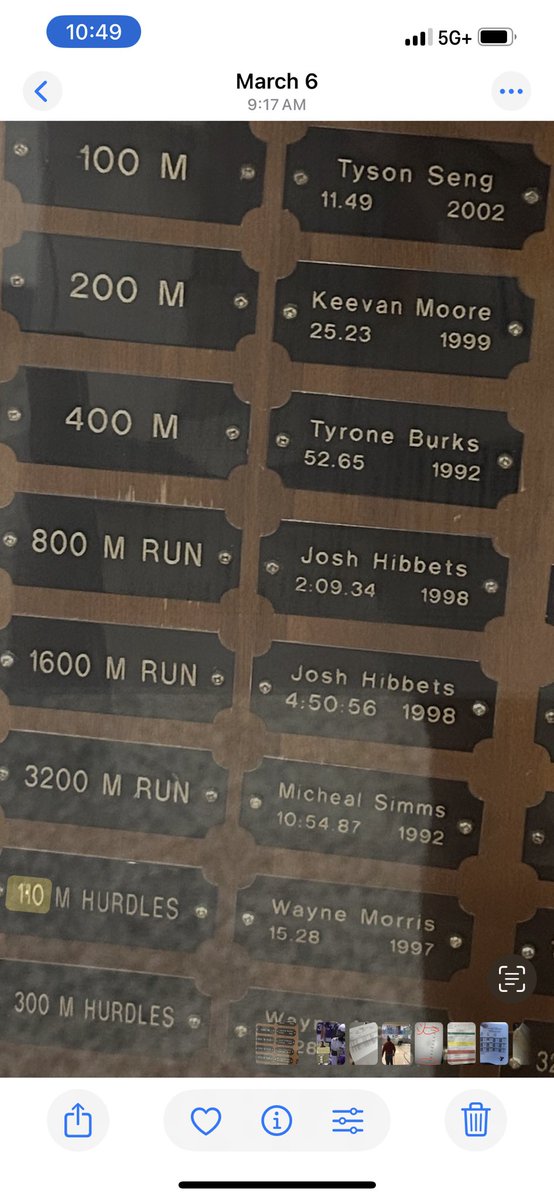 10:49
5G+
March 6
9:17 AM
100 M
Tyson Seng
11.49 2002
200 M
Keevan Moore
25.23 1999
400 M
Tyrone Burks
52.65 1992
800 M RUN
Josh Hibbets
2:09.34 1998
1600 M RUN
Josh Hibbets
4:50:56 1998
3200 M RUN
Micheal Simms
10:54.87 1992
110 M HURDLES
Wayne Morris
15.28 1997
300 M HURDLES